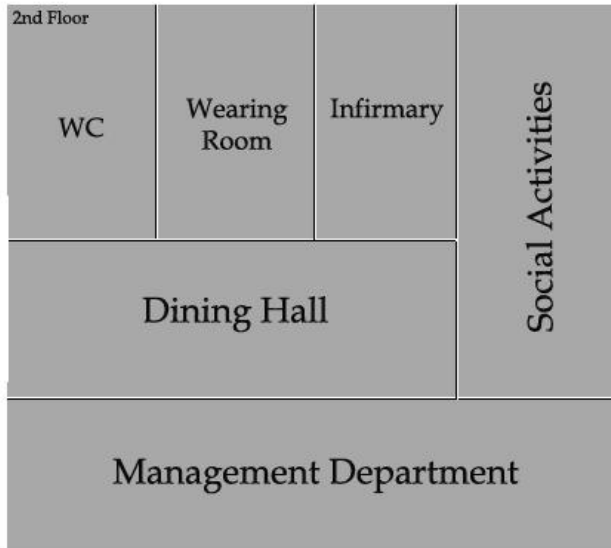 2nd Floor
WC
Wearing
Room
Infirmary
Social Activities
Dining Hall
Management Department